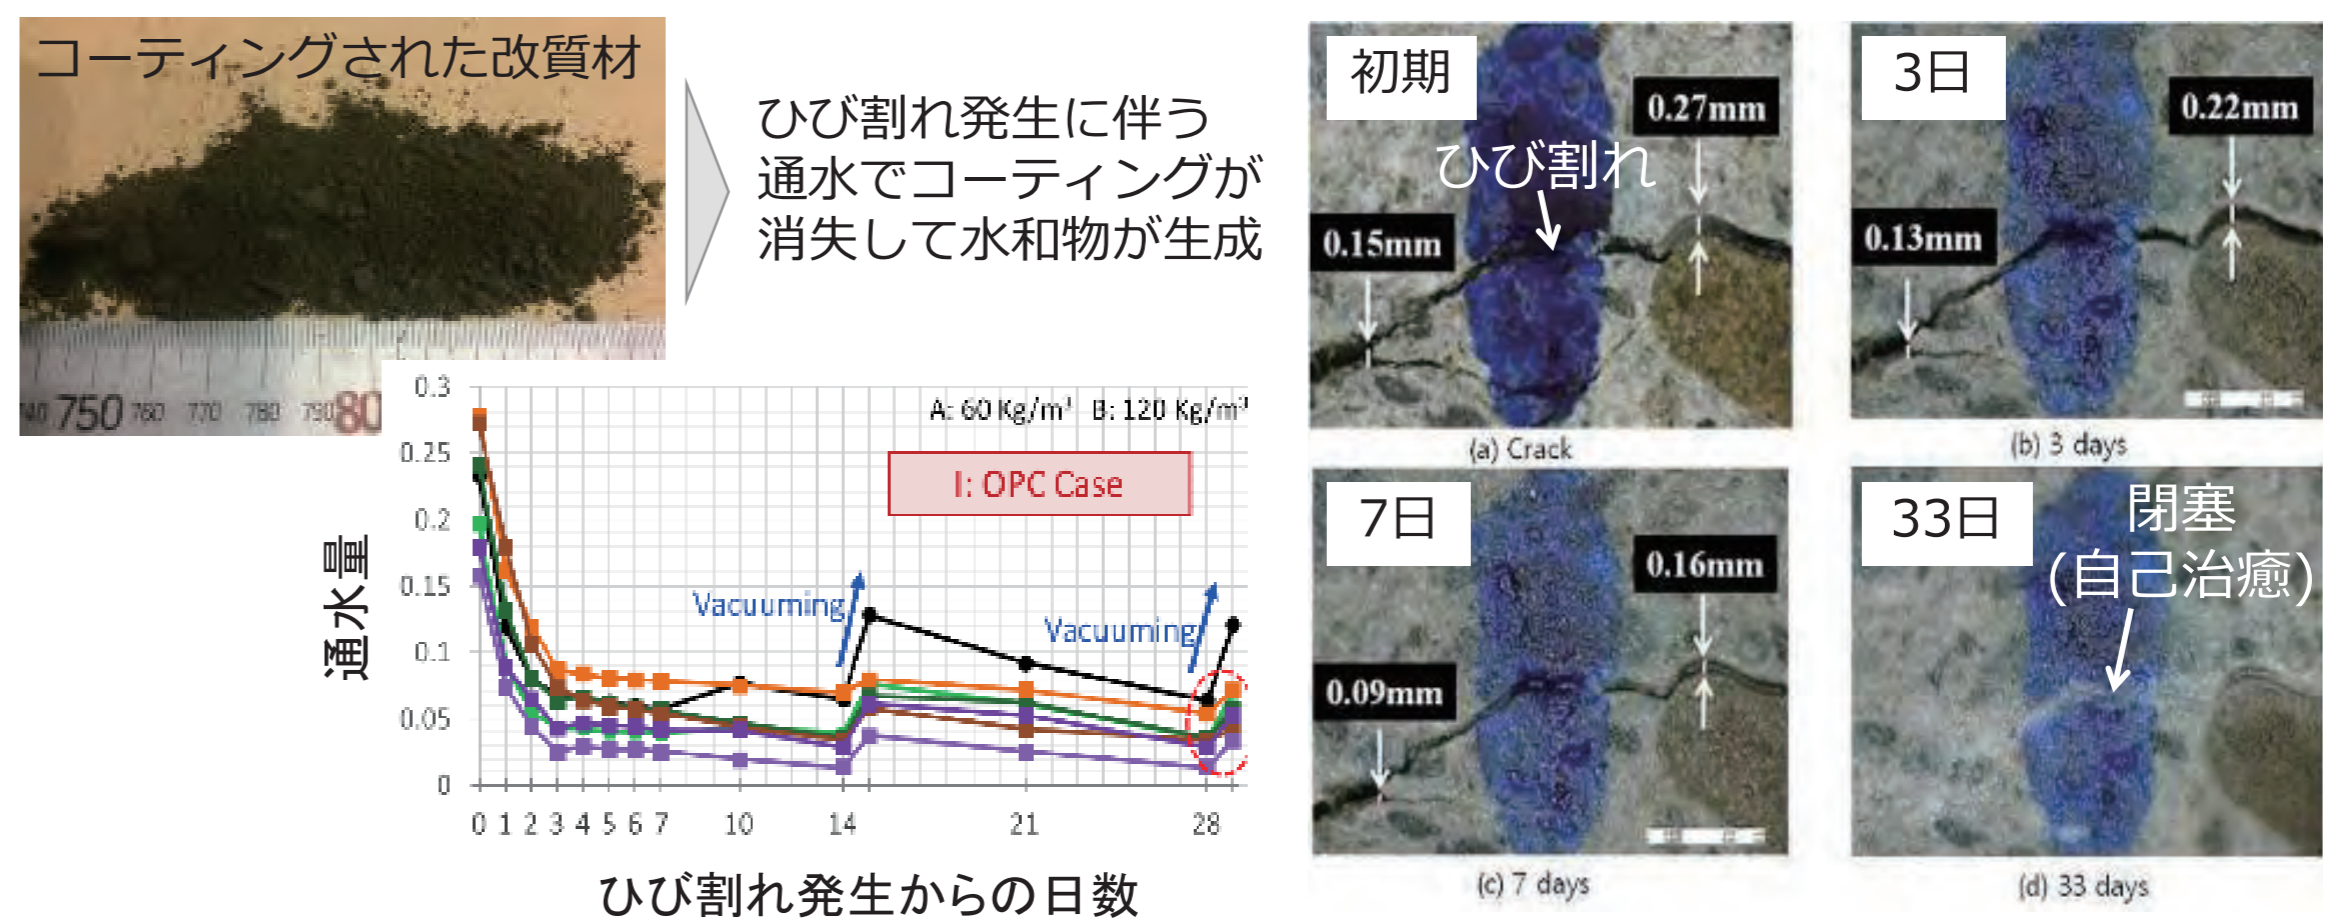 コーティングされた改質材
750 760 770 780 790 80
ひび割れ発生に伴う
通水でコーティングが
消失して水和物が生成
0.3
0.25
0.2
0.15
0.1
0.05
0
A: 60 Kg/m³ B: 120 Kg/m³
I: OPC Case
Vacuuming
Vacuuming
通水量
0 1 2 3 4 5 6 7 10 14 21 28
ひび割れ発生からの日数
初期
0.27mm
ひび割れ
0.15mm
(a) Crack
3日
0.22mm
0.13mm
(b) 3 days
7日
0.16mm
0.09mm
(c) 7 days
33日
閉塞
(自己治癒)
(d) 33 days